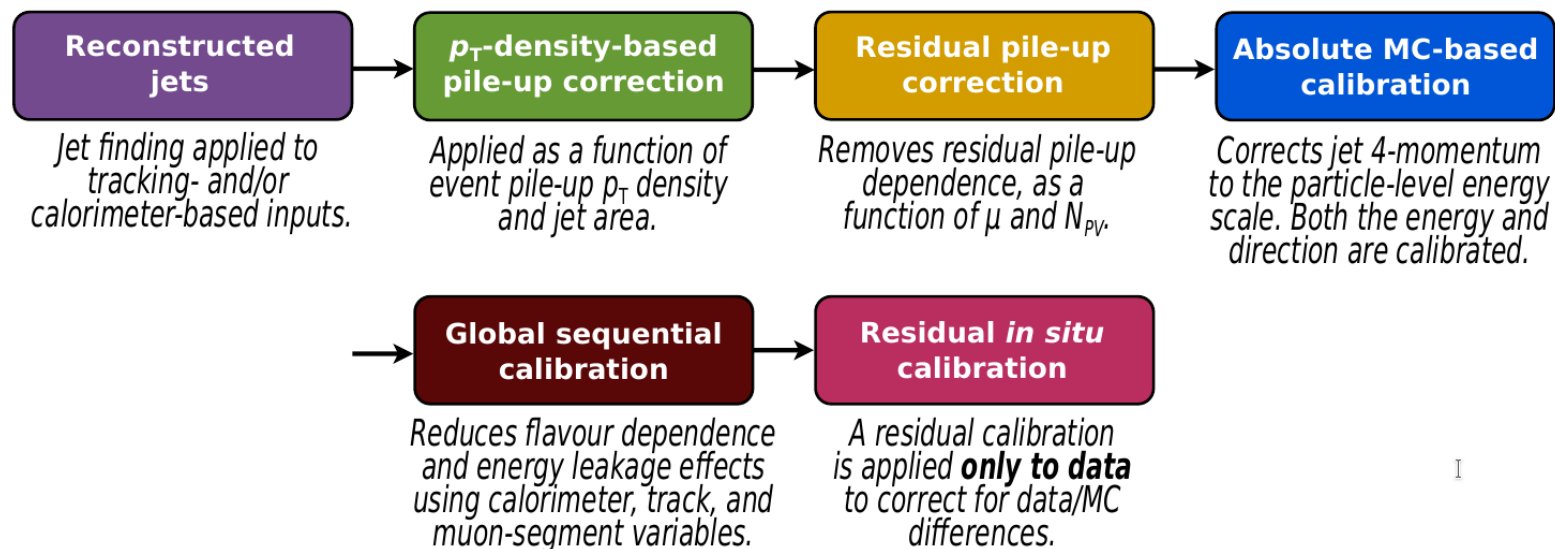 Reconstructed
jets
Jet finding applied to
tracking- and/or
calorimeter-based inputs.
pT-density-based
pile-up correction
Applied as a function of
event pile-up pT density
and jet area.
Residual pile-up
correction
Removes residual pile-up
dependence, as a
function of µ and NPV.
Absolute MC-based
calibration
Corrects jet 4-momentum
to the particle-level energy
scale. Both the energy and
direction are calibrated.
Global sequential
calibration
Reduces flavour dependence
and energy leakage effects
using calorimeter, track, and
muon-segment variables.
Residual in situ
calibration
A residual calibration
is applied only to data
to correct for data/MC
differences.